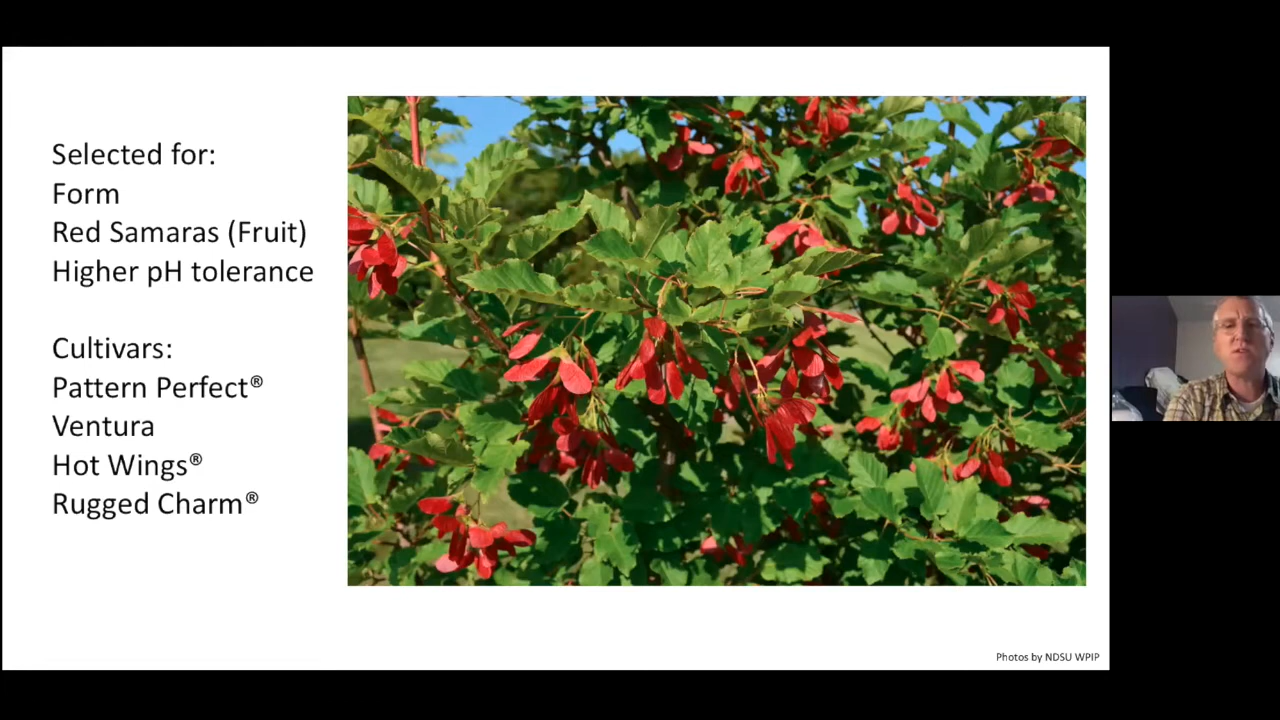 Selected for:
Form
Red Samaras (Fruit)
Higher pH tolerance
Cultivars:
Pattern Perfect®
Ventura
Hot Wings®
Rugged Charm®
Photos by NDSU WPIP